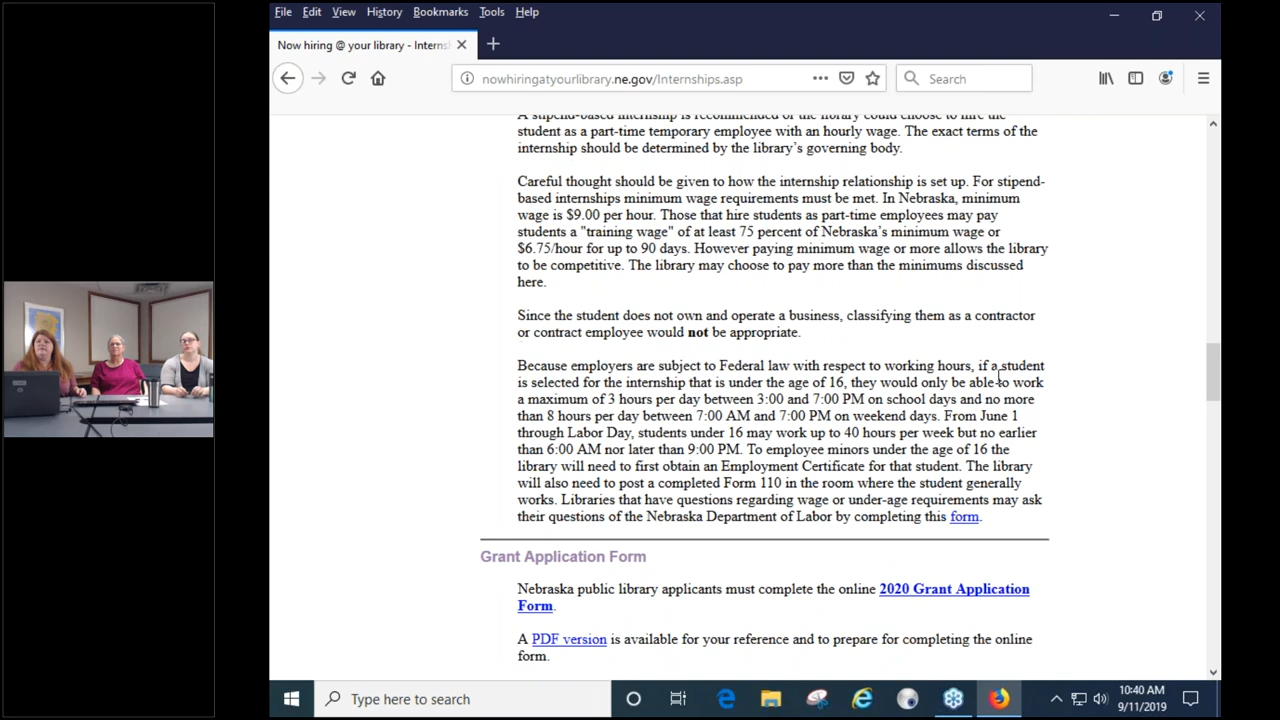 File Edit View History Bookmarks Tools Help
Now hiring @ your library - Interns
nowhiringatyourlibrary.ne.gov/Internships.asp
Search
A stipend-based internship is recommended or the library could choose to hire the
student as a part-time temporary employee with an hourly wage. The exact terms of the
internship should be determined by the library's governing body.
Careful thought should be given to how the internship relationship is set up. For stipend-
based internships minimum wage requirements must be met. In Nebraska, minimum
wage is $9.00 per hour. Those that hire students as part-time employees may pay
students a "training wage" of at least 75 percent of Nebraska's minimum wage or
$6.75/hour for up to 90 days. However paying minimum wage or more allows the library
to be competitive. The library may choose to pay more than the minimums discussed
here.
Since the student does not own and operate a business, classifying them as a contractor
or contract employee would not be appropriate.
Because employers are subject to Federal law with respect to working hours, if a student
is selected for the internship that is under the age of 16, they would only be able to work
a maximum of 3 hours per day between 3:00 and 7:00 PM on school days and no more
than 8 hours per day between 7:00 AM and 7:00 PM on weekend days. From June 1
through Labor Day, students under 16 may work up to 40 hours per week but no earlier
than 6:00 AM nor later than 9:00 PM. To employee minors under the age of 16 the
library will need to first obtain an Employment Certificate for that student. The library
will also need to post a completed Form 110 in the room where the student generally
works. Libraries that have questions regarding wage or under-age requirements may ask
their questions of the Nebraska Department of Labor by completing this form.
Grant Application Form
Nebraska public library applicants must complete the online 2020 Grant Application
Form.
A PDF version is available for your reference and to prepare for completing the online
form.
Type here to search
10:40 AM
9/11/2019